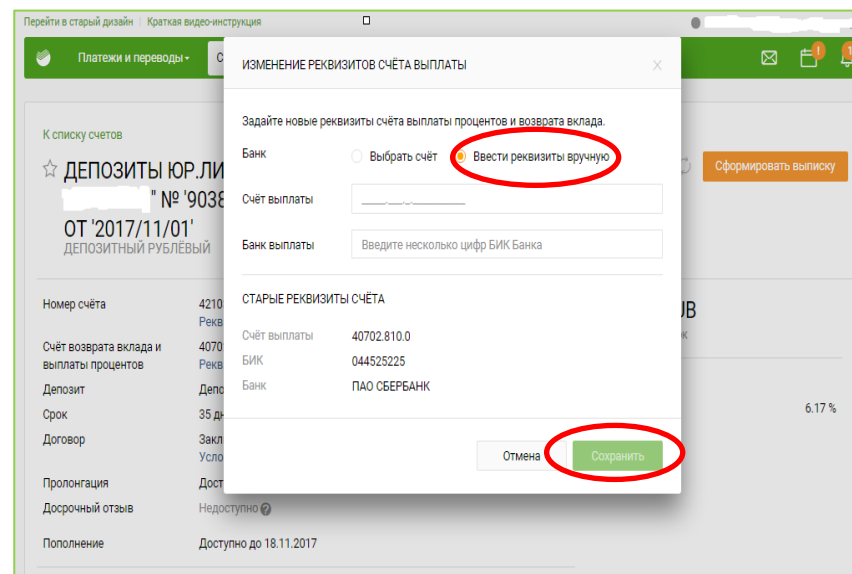 Перейти в старый дизайн | Краткая видео-инструкция
Платежи и переводы
ИЗМЕНЕНИЕ РЕКВИЗИТОВ СЧЁТА ВЫПЛАТЫ
Задайте новые реквизиты счёта выплаты процентов и возврата вклада.
Банк Выбрать счёт Ввести реквизиты вручную
Счёт выплаты
Банк выплаты Введите несколько цифр БИК Банка
СТАРЫЕ РЕКВИЗИТЫ СЧЁТА
Счёт выплаты 40702.810.0
БИК 044525225
Банк ПАО СБЕРБАНК
Отмена Сохранить
К списку счетов
Сформировать выписку
ДЕПОЗИТЫ ЮР.ЛИ
" № '9038
ОТ '2017/11/01'
ДЕПОЗИТНЫЙ РУБЛЁВЫЙ
Номер счёта 4210
Рекв
Счёт возврата вклада и 4070
выплаты процентов Рекв
Депозит Депо
Срок 35 дн
6.17 %
Договор Закл
Усло
Пролонгация Дост
Досрочный отзыв Недоступно
Пополнение Доступно до 18.11.2017